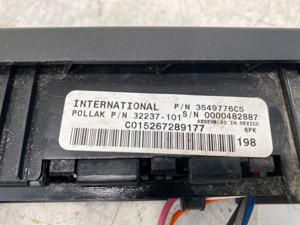 INTERNATIONAL P/N 3549776C5
POLLAK P/N 32237-101 S/N 0000482887
ASSEMBLED IN MEXICO
C015267289177 6PK
198